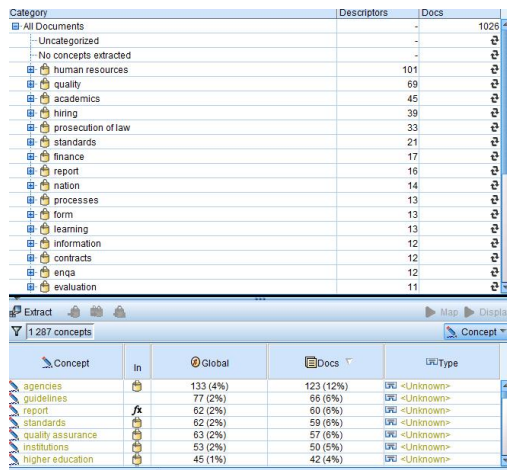 Category Descriptors Docs
All Documents - 1026
Uncategorized -
No concepts extracted -
human resources 101
quality 69
academics 45
hiring 39
prosecution of law 33
standards 21
finance 17
report 16
nation 14
processes 13
form 13
learning 13
information 12
contracts 12
enqa 12
evaluation 11
Extract Map Displa
1 287 concepts Concept
Concept In Global Docs Type
agencies 133 (4%) 123 (12%) <Unknown>
guidelines 77 (2%) 66 (6%) <Unknown>
report fx 62 (2%) 60 (6%) <Unknown>
standards 62 (2%) 59 (6%) <Unknown>
quality assurance 63 (2%) 57 (6%) <Unknown>
institutions 53 (2%) 50 (5%) <Unknown>
higher education 45 (1%) 42 (4%) <Unknown>